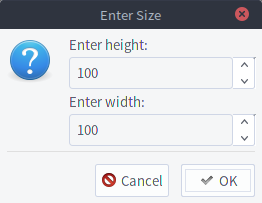 Enter Size
Enter height:
100
Enter width:
100
Cancel
OK